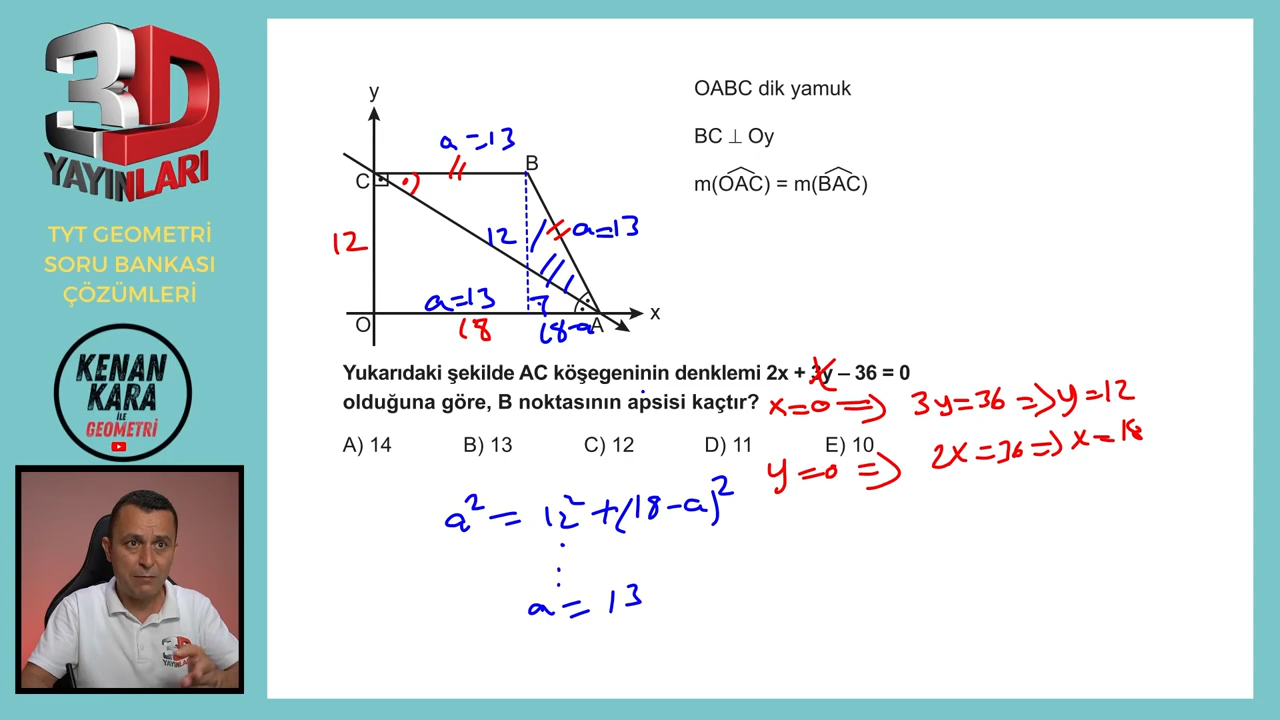 3D
YAYINLARI
TYT GEOMETRİ
SORU BANKASI
ÇÖZÜMLERİ
KENAN
KARA
İLE
GEOMETRİ
3D
YAYINLARI
y
a=13
B
C
12
12
a=13
a=13
O
18
18-a
A
x
OABC dik yamuk
BC ⊥ Oy
m(OAC) = m(BAC)
Yukarıdaki şekilde AC köşegeninin denklemi 2x + 3y – 36 = 0
olduğuna göre, B noktasının apsisi kaçtır?
x=0 => 3y=36 => y=12
A) 14 B) 13 C) 12 D) 11 E) 10
y=0 => 2x=36 => x=18
a² = 12² + (18-a)²
a = 13